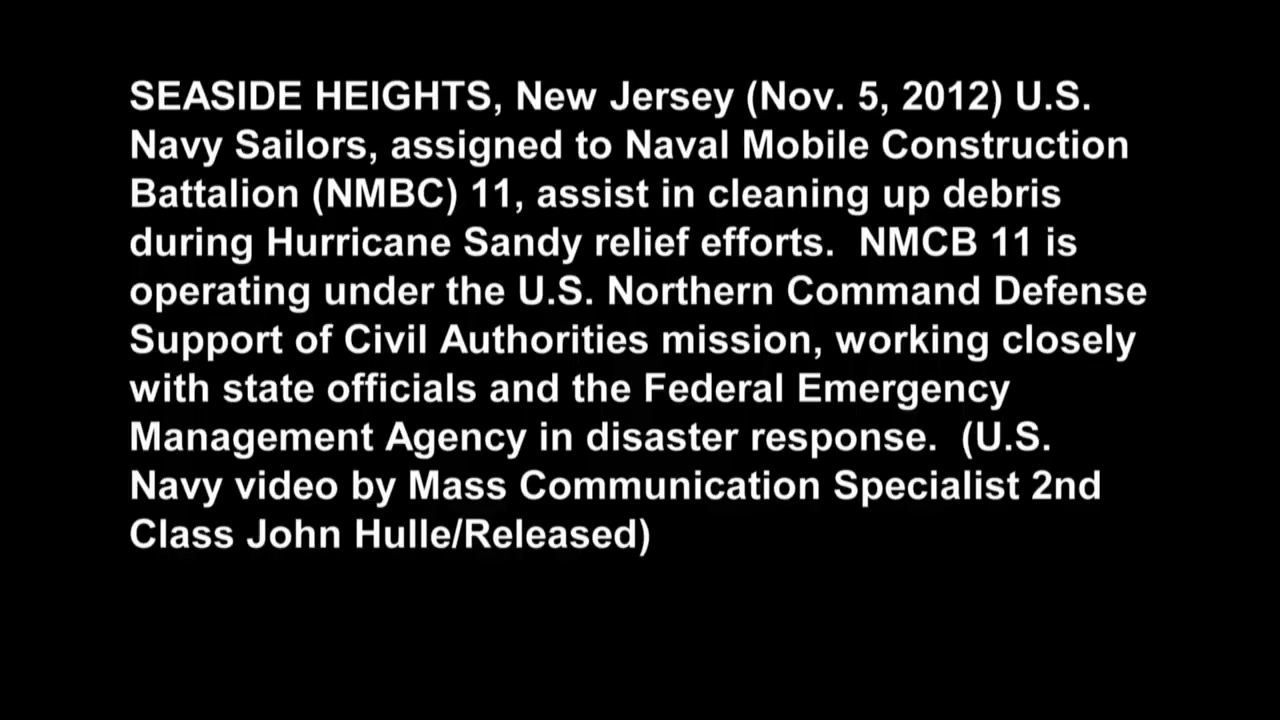 SEASIDE HEIGHTS, New Jersey (Nov. 5, 2012) U.S.
Navy Sailors, assigned to Naval Mobile Construction
Battalion (NMBC) 11, assist in cleaning up debris
during Hurricane Sandy relief efforts.  NMCB 11 is
operating under the U.S. Northern Command Defense
Support of Civil Authorities mission, working closely
with state officials and the Federal Emergency
Management Agency in disaster response.  (U.S.
Navy video by Mass Communication Specialist 2nd
Class John Hulle/Released)